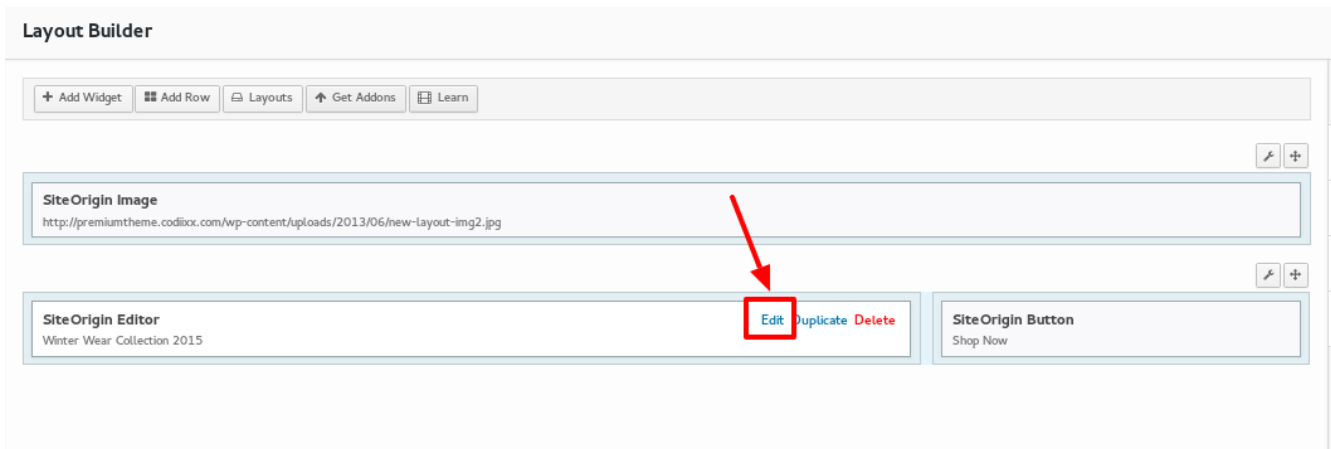 Layout Builder
Add Widget Add Row Layouts Get Addons Learn
SiteOrigin Image
http://premiumtheme.codiixx.com/wp-content/uploads/2013/06/new-layout-img2.jpg
SiteOrigin Editor Edit Duplicate Delete
Winter Wear Collection 2015
SiteOrigin Button
Shop Now